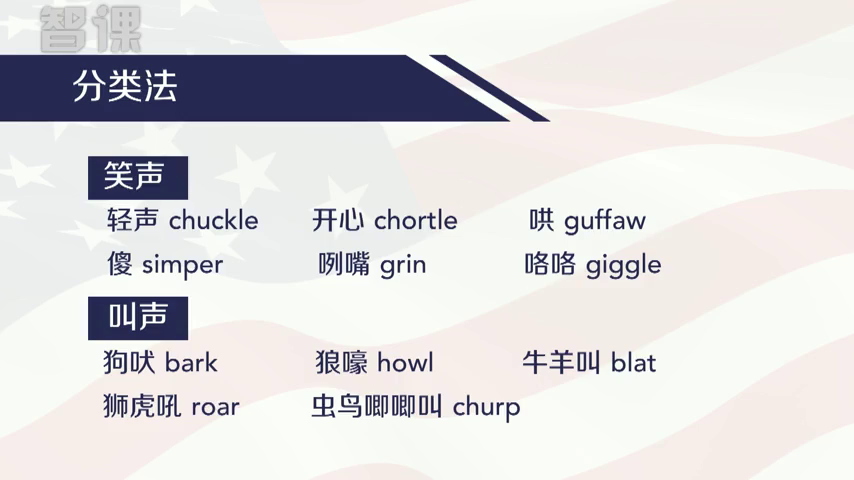 智课
分类法
笑声
轻声 chuckle 开心 chortle 哄 guffaw
傻 simper 咧嘴 grin 咯咯 giggle
叫声
狗吠 bark 狼嚎 howl 牛羊叫 blat
狮虎吼 roar 虫鸟唧唧叫 churp